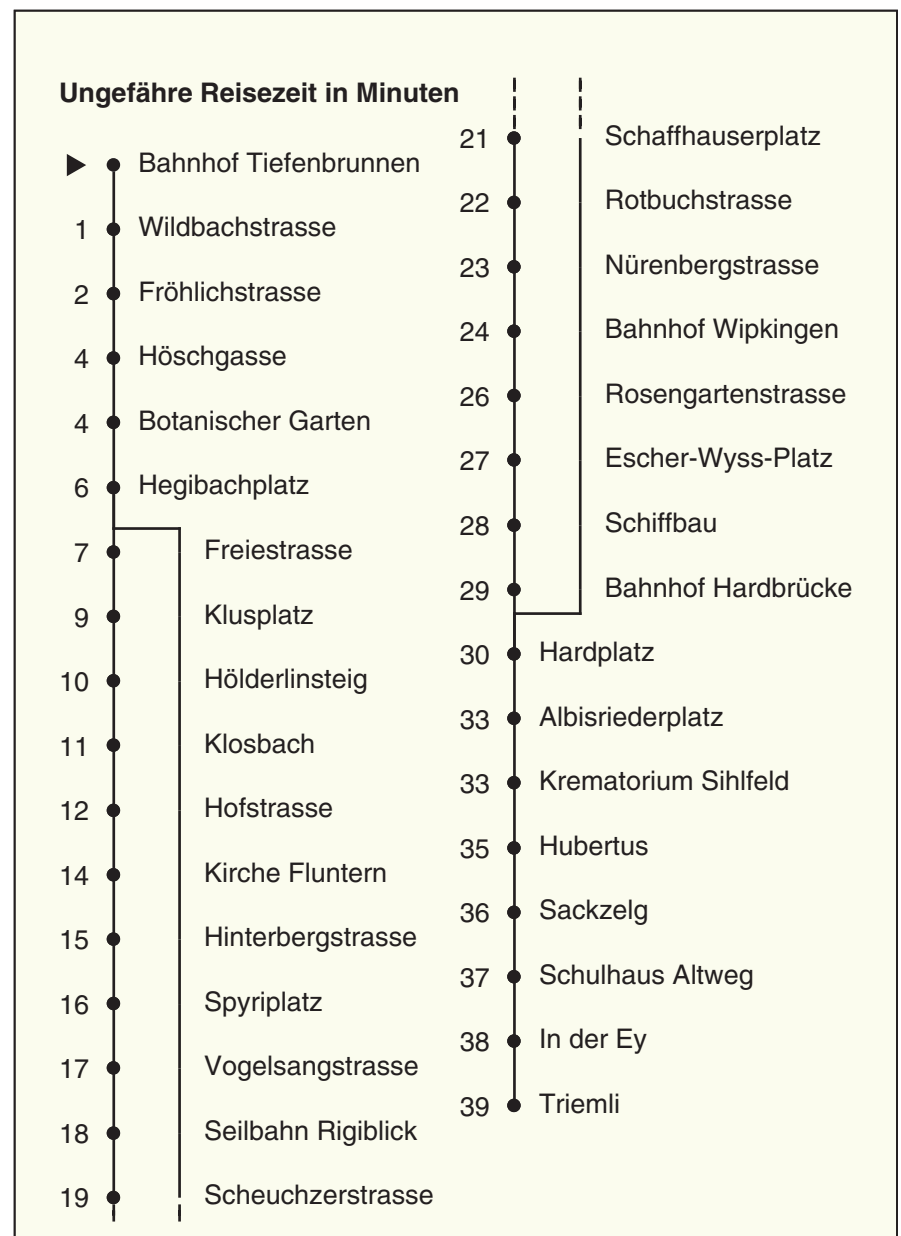 Ungefähre Reisezeit in Minuten
Bahnhof Tiefenbrunnen
1 Wildbachstrasse
2 Fröhlichstrasse
4 Höschgasse
4 Botanischer Garten
6 Hegibachplatz
7 Freiestrasse
9 Klusplatz
10 Hölderlinsteig
11 Klosbach
12 Hofstrasse
14 Kirche Fluntern
15 Hinterbergstrasse
16 Spyriplatz
17 Vogelsangstrasse
18 Seilbahn Rigiblick
19 Scheuchzerstrasse
21 Schaffhauserplatz
22 Rotbuchstrasse
23 Nürenbergstrasse
24 Bahnhof Wipkingen
26 Rosengartenstrasse
27 Escher-Wyss-Platz
28 Schiffbau
29 Bahnhof Hardbrücke
30 Hardplatz
33 Albisriederplatz
33 Krematorium Sihlfeld
35 Hubertus
36 Sackzelg
37 Schulhaus Altweg
38 In der Ey
39 Triemli